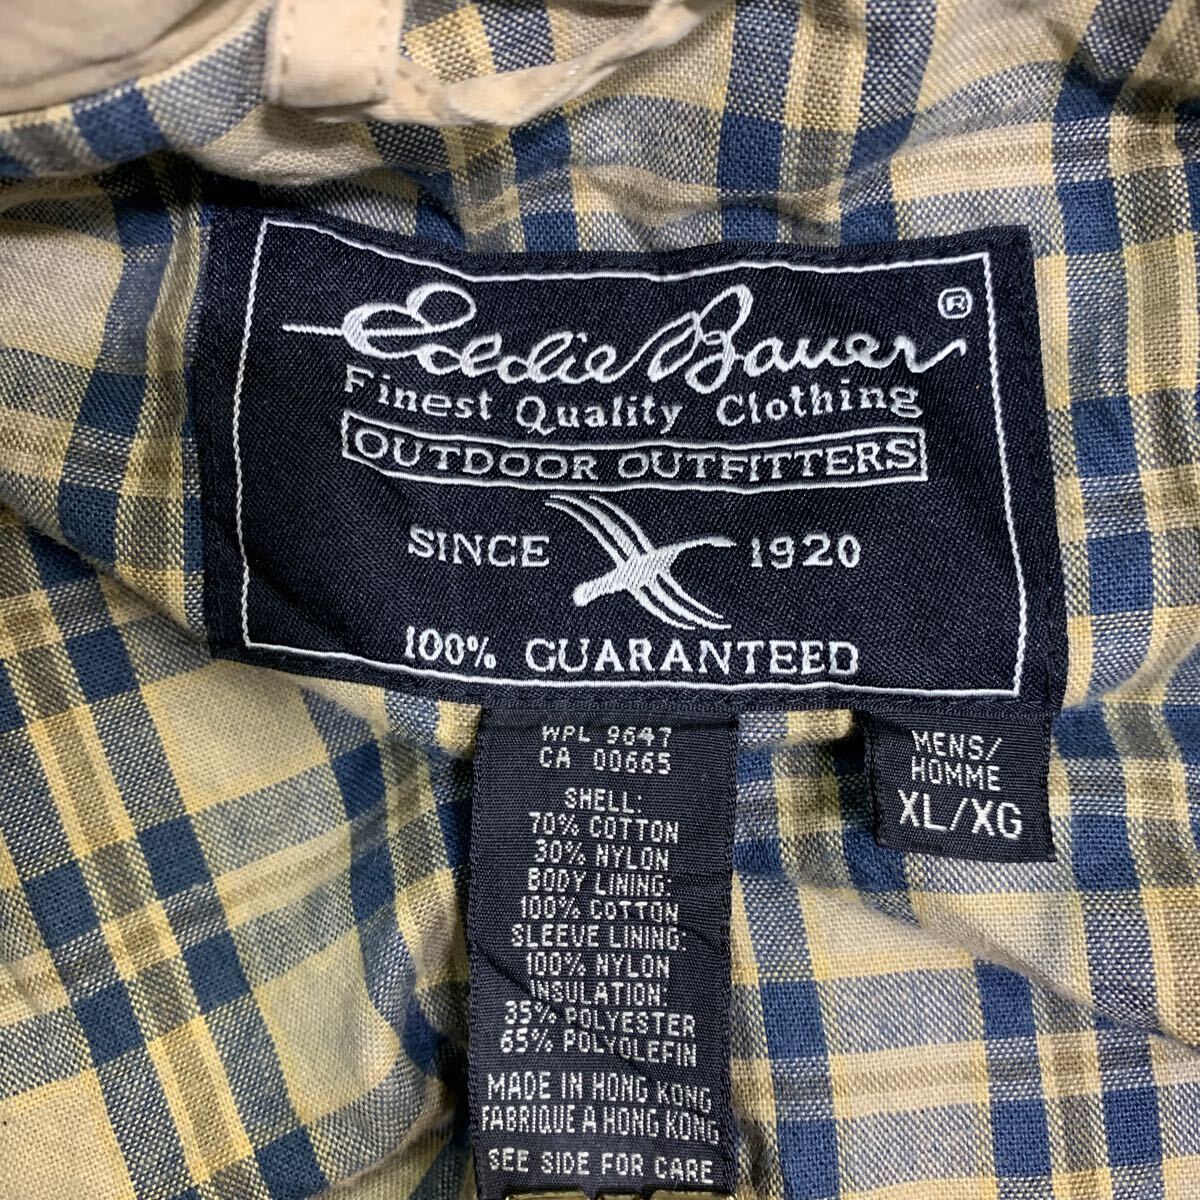 Eddie Bauer ®
Finest Quality Clothing
OUTDOOR OUTFITTERS
SINCE 1920
100% GUARANTEED
WPL 9647
CA 00665
SHELL:
70% COTTON
30% NYLON
BODY LINING:
100% COTTON
SLEEVE LINING:
100% NYLON
INSULATION
35% POLYESTER
65% POLYOLEFIN
MADE IN HONG KONG
FABRIQUE A HONG KONG
SEE SIDE FOR CARE
MENS/
HOMME
XL/XG